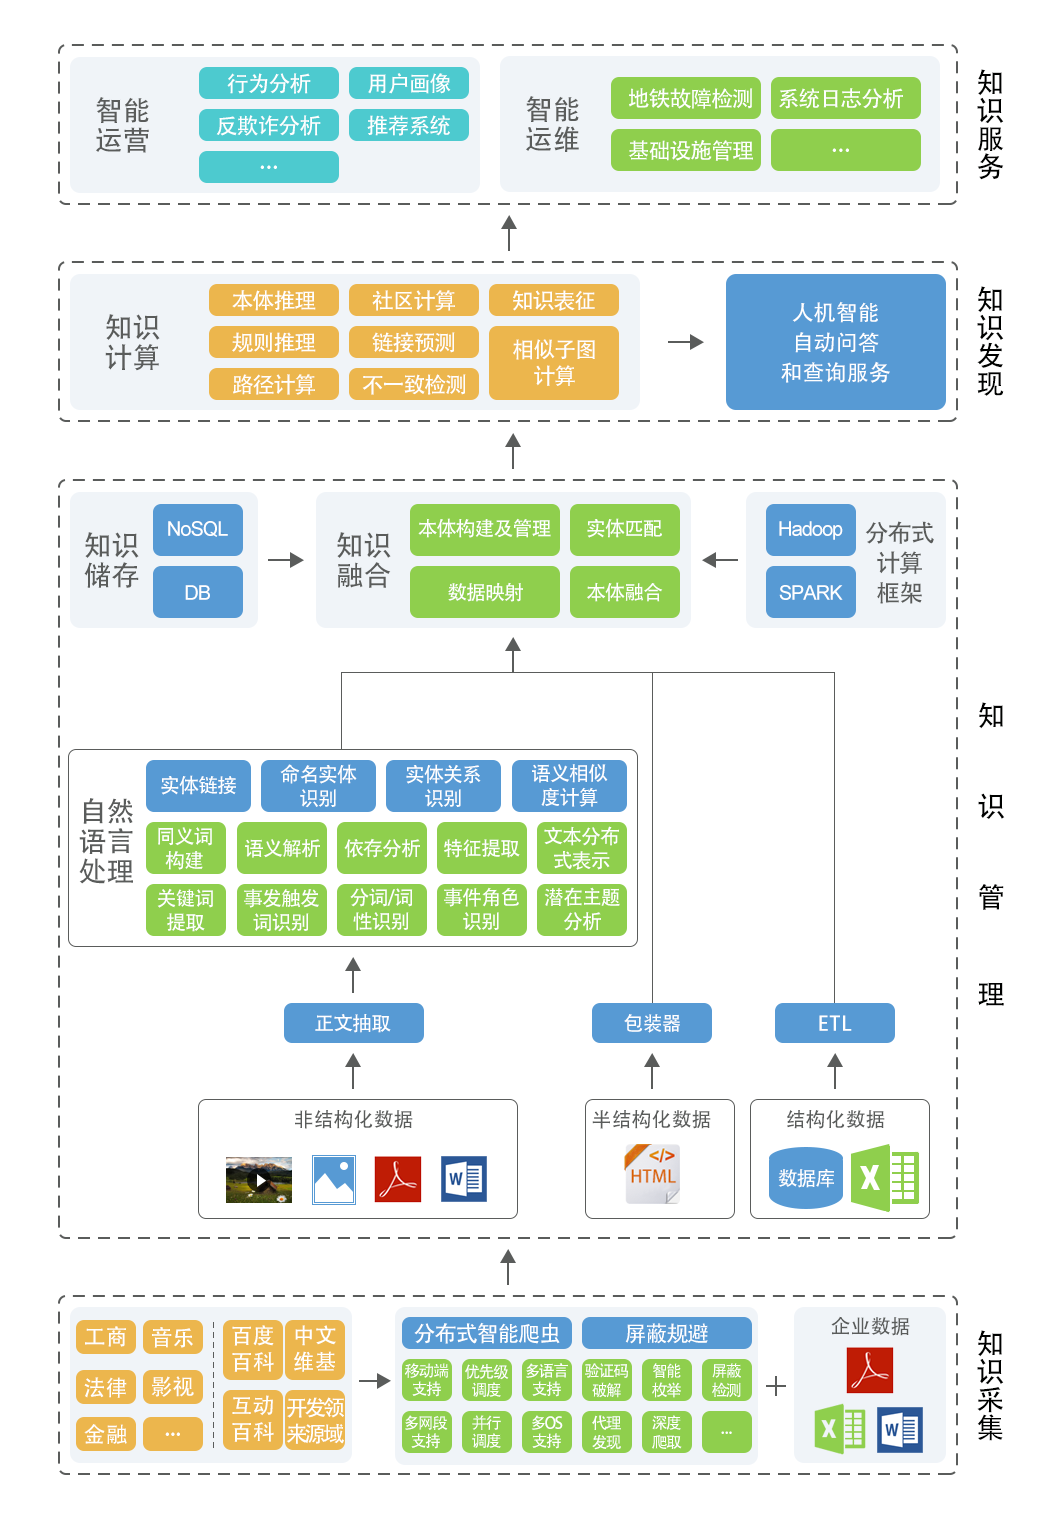 智能
运营
行为分析
用户画像
反欺诈分析
推荐系统
...
智能
运维
地铁故障检测
系统日志分析
基础设施管理
...
知
识
服
务
知识
计算
本体推理
社区计算
知识表征
规则推理
链接预测
相似子图
计算
路径计算
不一致检测
人机智能
自动问答
和查询服务
知
识
发
现
知识
储存
NoSQL
DB
知识
融合
本体构建及管理
实体匹配
数据映射
本体融合
Hadoop
SPARK
分布式
计算
框架
自然
语言
处理
实体链接
命名实体
识别
实体关系
识别
语义相似
度计算
同义词
构建
语义解析
依存分析
特征提取
文本分布
式表示
关键词
提取
事发触发
词识别
分词/词
性识别
事件角色
识别
潜在主题
分析
正文抽取
包装器
ETL
非结构化数据
W
半结构化数据
</>
HTML
结构化数据
数据库
X
知
识
管
理
工商
音乐
法律
影视
金融
...
百度
百科
中文
维基
互动
百科
开发领
来源域
分布式智能爬虫
屏蔽规避
移动端
支持
优先级
调度
多语言
支持
验证码
破解
智能
枚举
屏蔽
检测
多网段
支持
并行
调度
多OS
支持
代理
发现
深度
爬取
...
企业数据
X
W
知
识
采
集